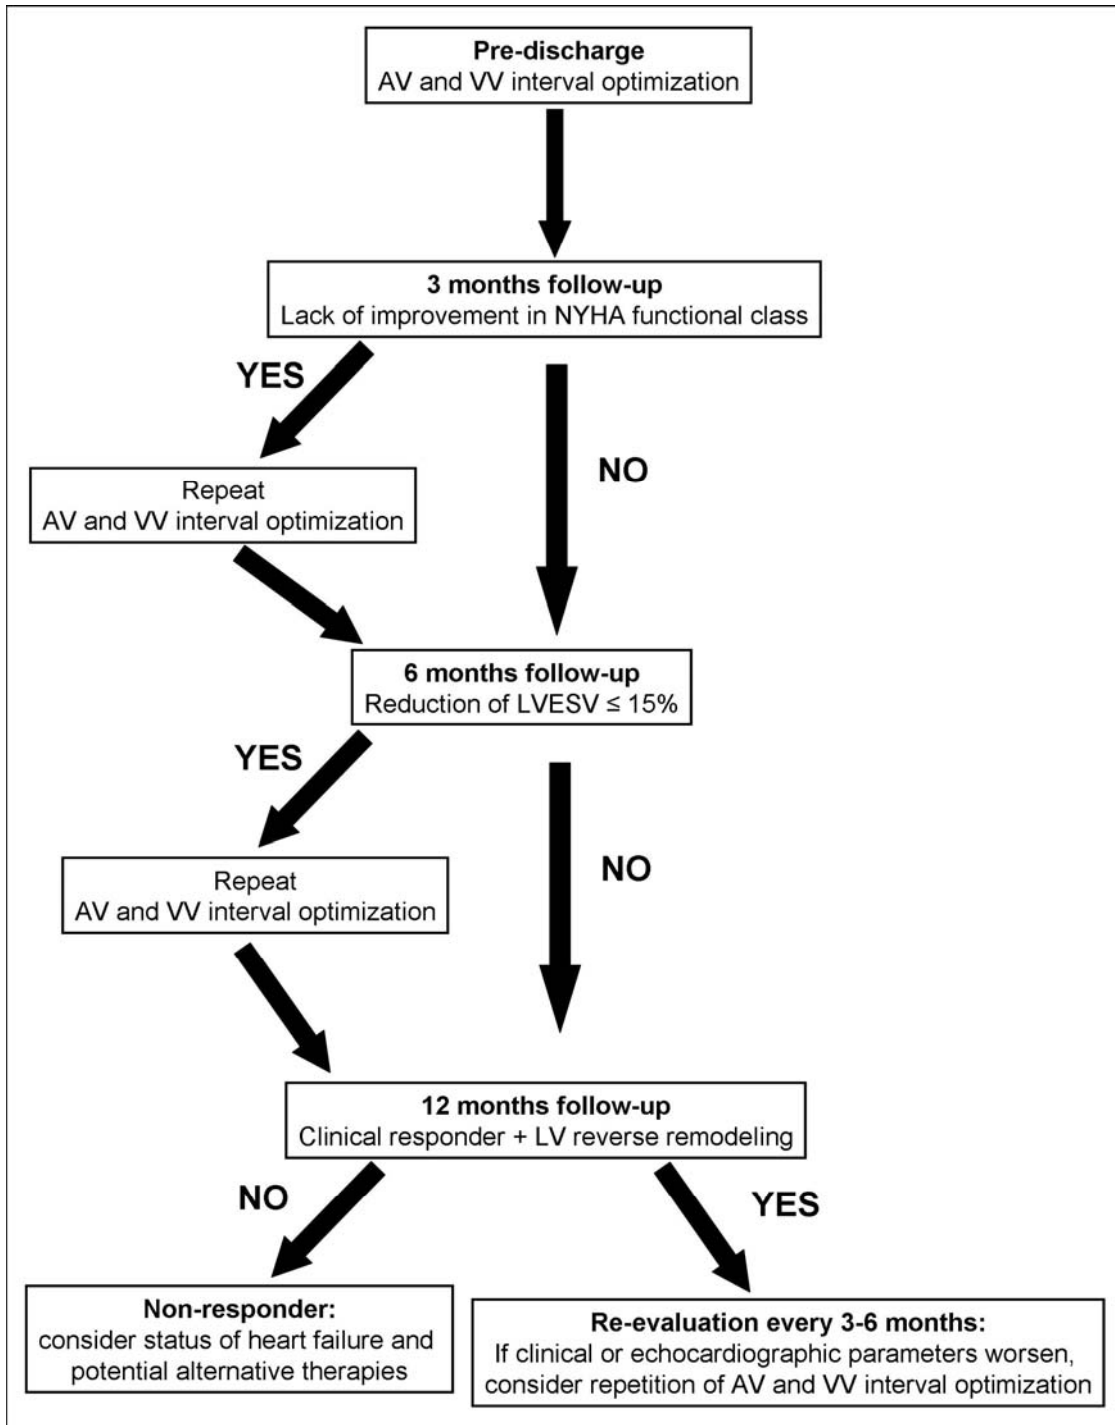 Pre-discharge
AV and VV interval optimization
3 months follow-up
Lack of improvement in NYHA functional class
YES
NO
Repeat
AV and VV interval optimization
6 months follow-up
Reduction of LVESV ≤ 15%
YES
NO
Repeat
AV and VV interval optimization
12 months follow-up
Clinical responder + LV reverse remodeling
NO
YES
Non-responder:
consider status of heart failure and
potential alternative therapies
Re-evaluation every 3-6 months:
If clinical or echocardiographic parameters worsen,
consider repetition of AV and VV interval optimization